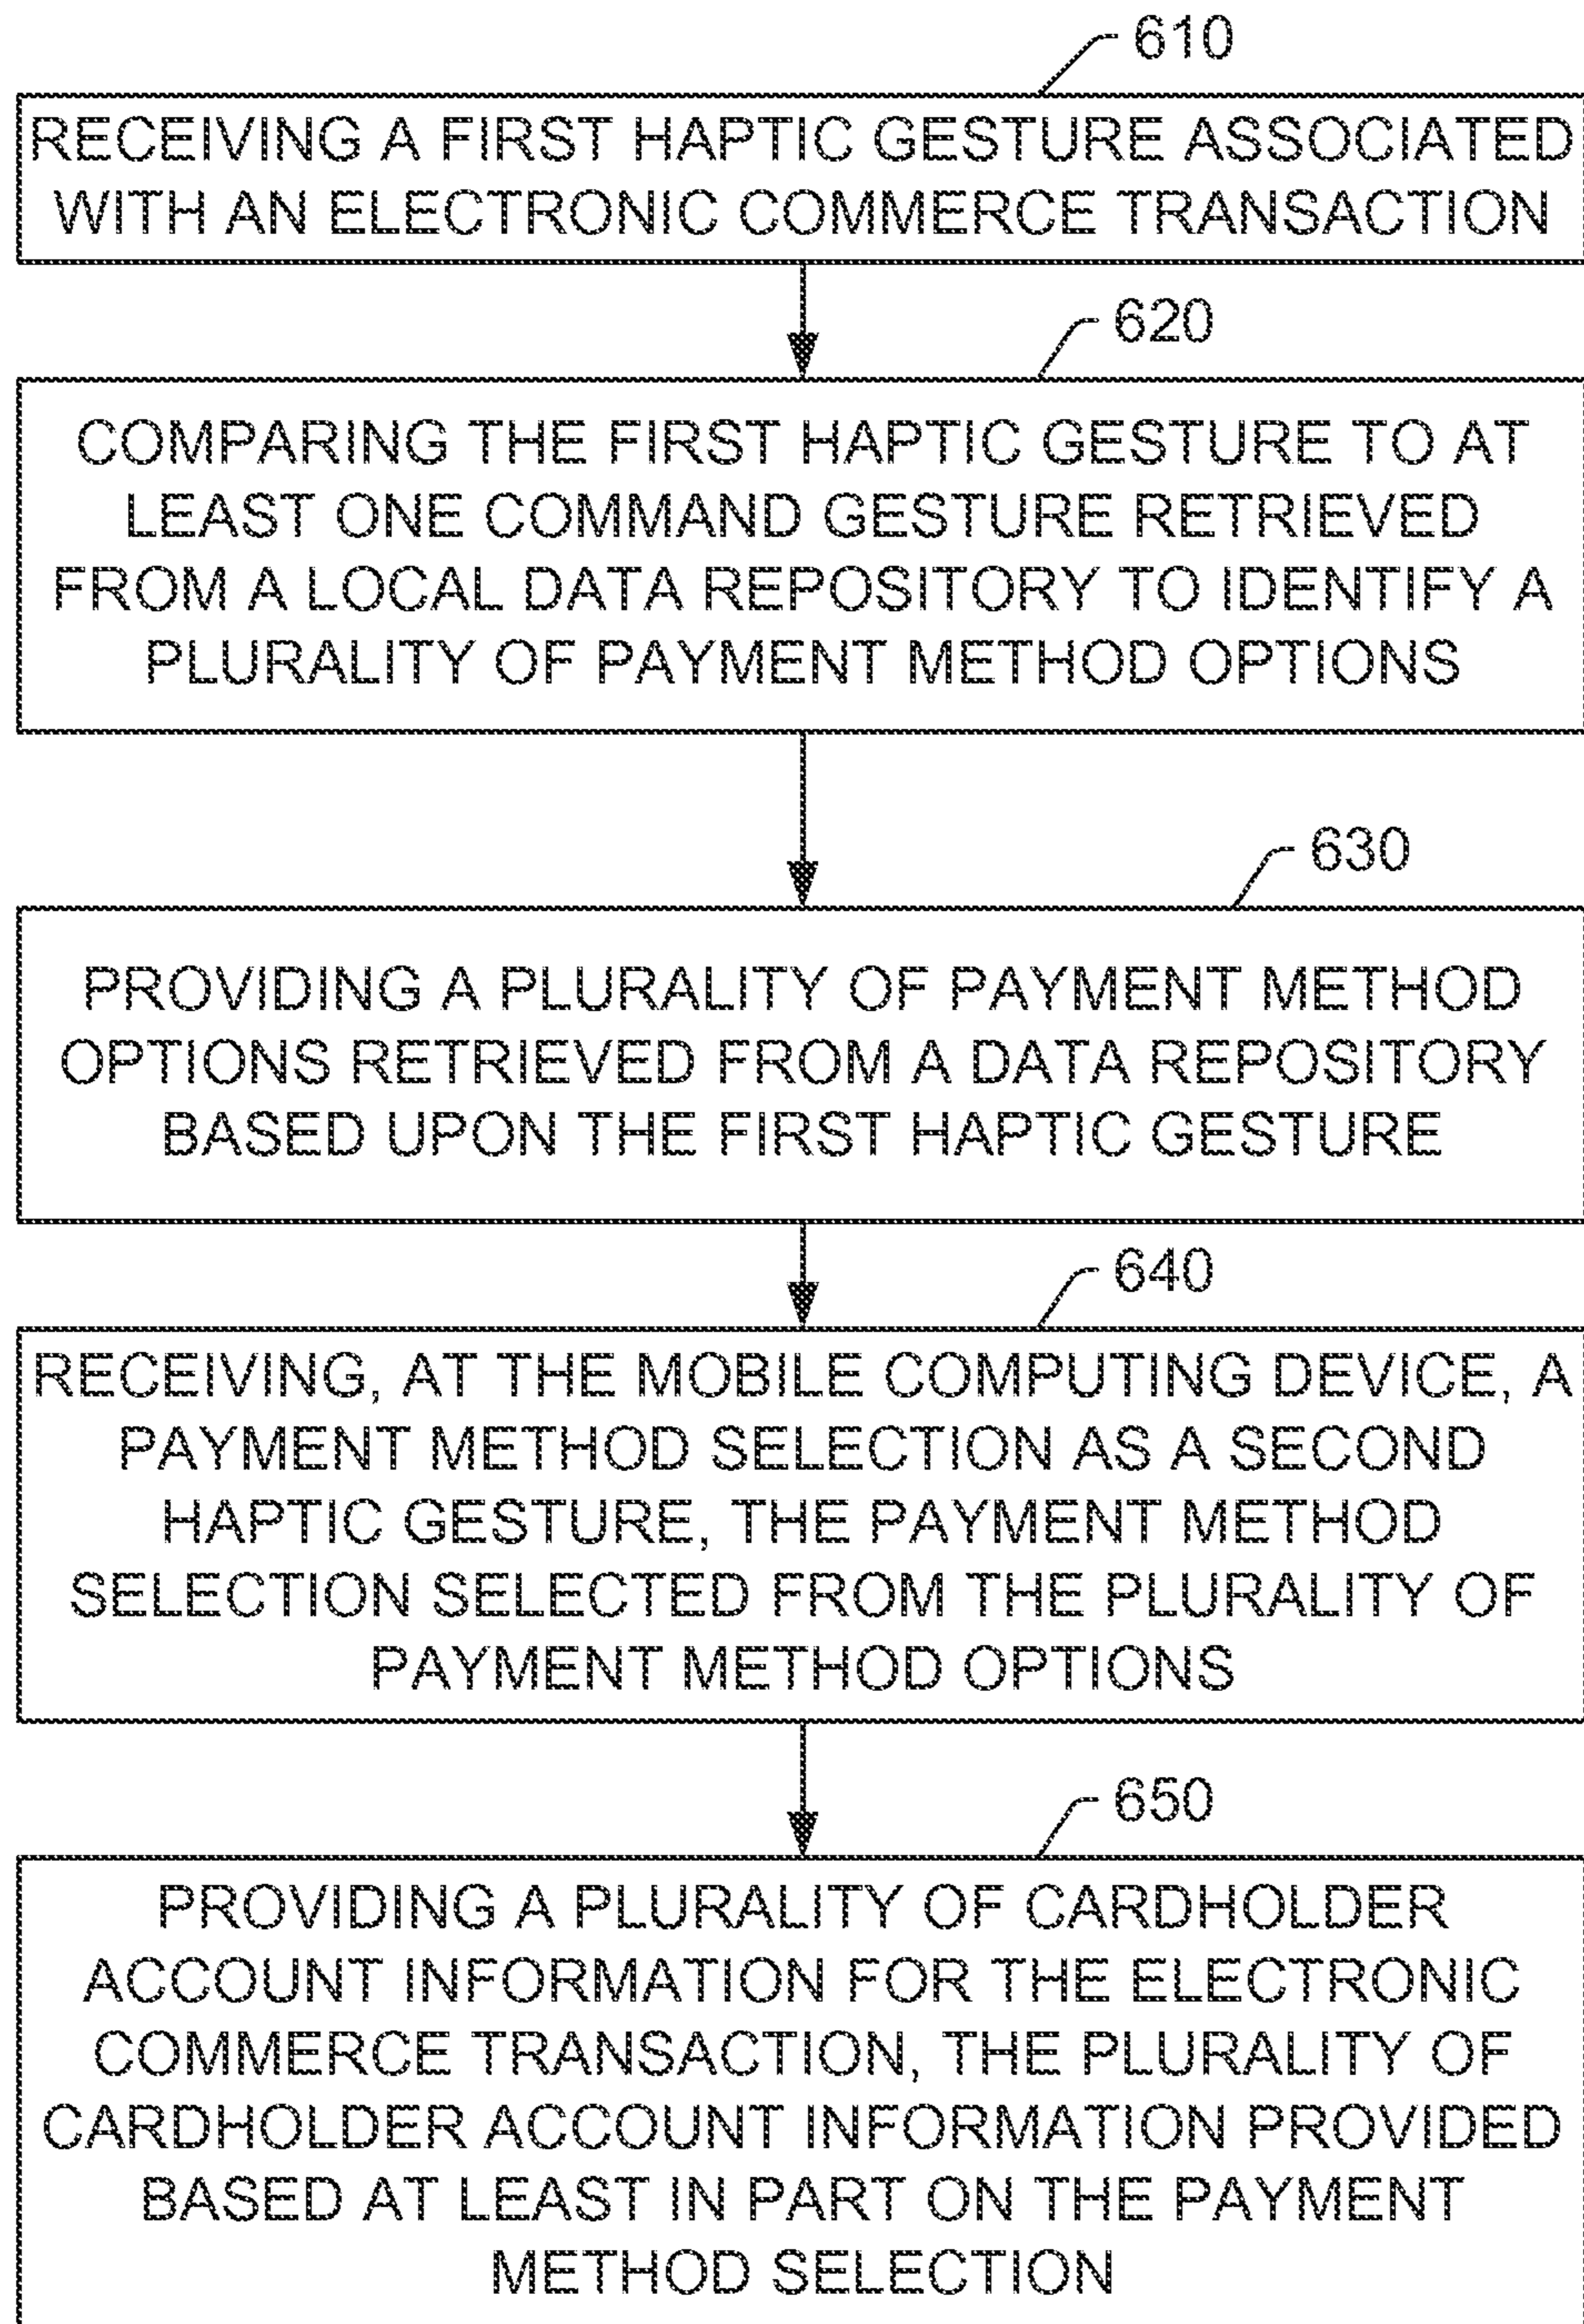 610
RECEIVING A FIRST HAPTIC GESTURE ASSOCIATED
WITH AN ELECTRONIC COMMERCE TRANSACTION
620
COMPARING THE FIRST HAPTIC GESTURE TO AT
LEAST ONE COMMAND GESTURE RETRIEVED
FROM A LOCAL DATA REPOSITORY TO IDENTIFY A
PLURALITY OF PAYMENT METHOD OPTIONS
630
PROVIDING A PLURALITY OF PAYMENT METHOD
OPTIONS RETRIEVED FROM A DATA REPOSITORY
BASED UPON THE FIRST HAPTIC GESTURE
640
RECEIVING, AT THE MOBILE COMPUTING DEVICE, A
PAYMENT METHOD SELECTION AS A SECOND
HAPTIC GESTURE, THE PAYMENT METHOD
SELECTION SELECTED FROM THE PLURALITY OF
PAYMENT METHOD OPTIONS
650
PROVIDING A PLURALITY OF CARDHOLDER
ACCOUNT INFORMATION FOR THE ELECTRONIC
COMMERCE TRANSACTION, THE PLURALITY OF
CARDHOLDER ACCOUNT INFORMATION PROVIDED
BASED AT LEAST IN PART ON THE PAYMENT
METHOD SELECTION